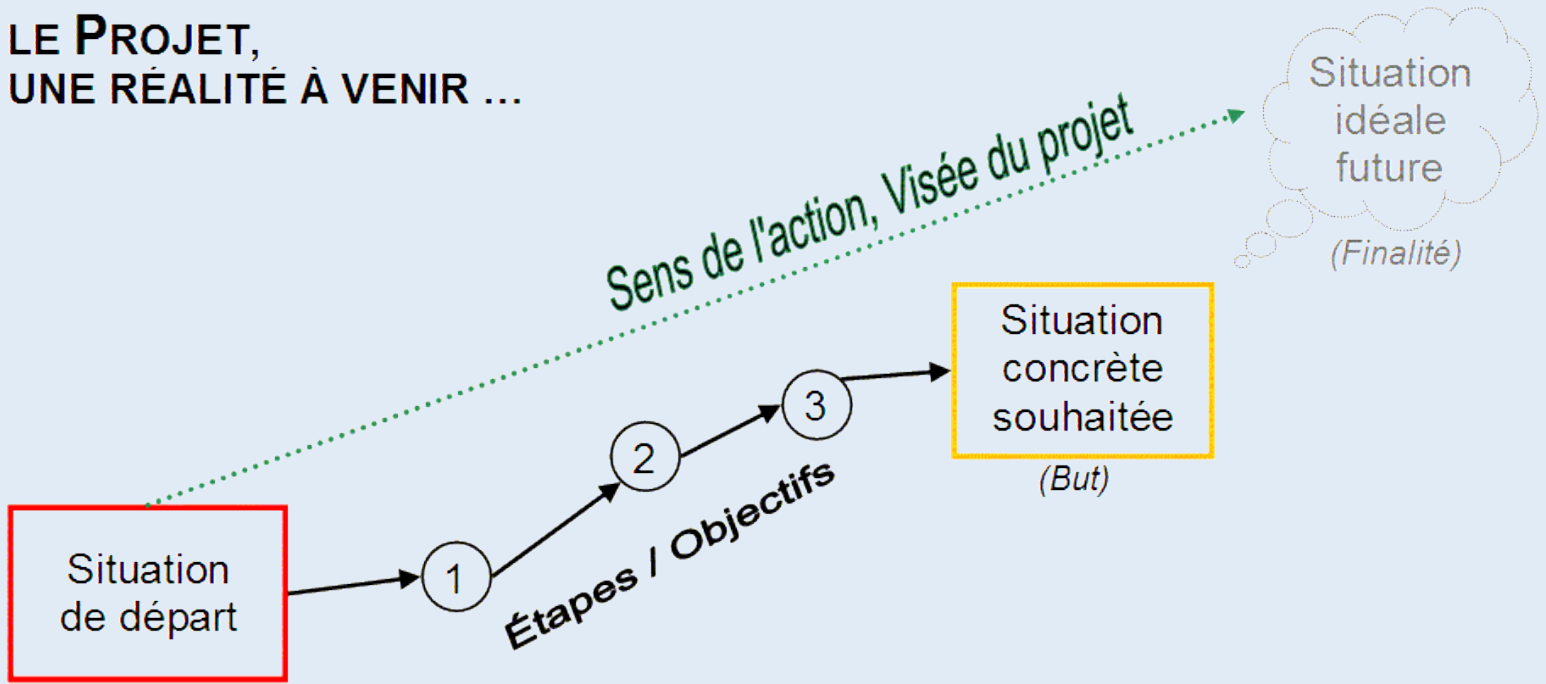 LE PROJET,
UNE RÉALITÉ À VENIR ...
Situation
idéale
future
(Finalité)
Sens de l'action, Visée du projet
Situation
concrète
souhaitée
(But)
3
2
1
Étapes / Objectifs
Situation
de départ